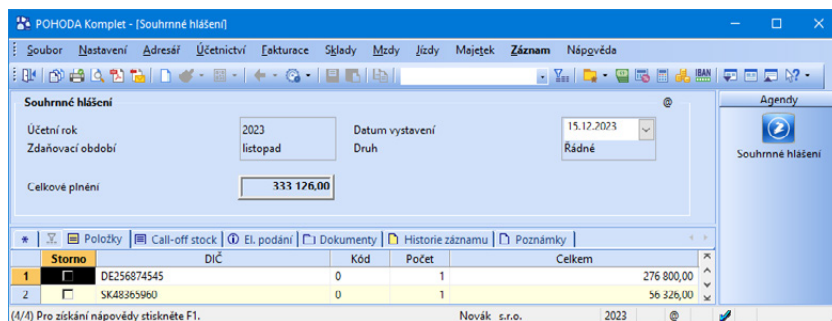 POHODA Komplet - [Souhrnné hlášení]
Soubor Nastavení Adresář Účetnictví Fakturace Sklady Mzdy Jízdy Majetek Záznam Nápověda
IBAN
Souhrnné hlášení @ Agendy
Účetní rok 2023 Datum vystavení 15.12.2023
Zdaňovací období listopad Druh Řádné
Souhrnné hlášení
Celkové plnění 333 126,00
* Položky Call-off stock El. podání Dokumenty Historie záznamu Poznámky
Storno DIČ Kód Počet Celkem
1 DE256874545 0 1 276 800,00
2 SK48365960 0 1 56 326,00
(4/4) Pro získání nápovědy stiskněte F1. Novák s.r.o. 2023 @